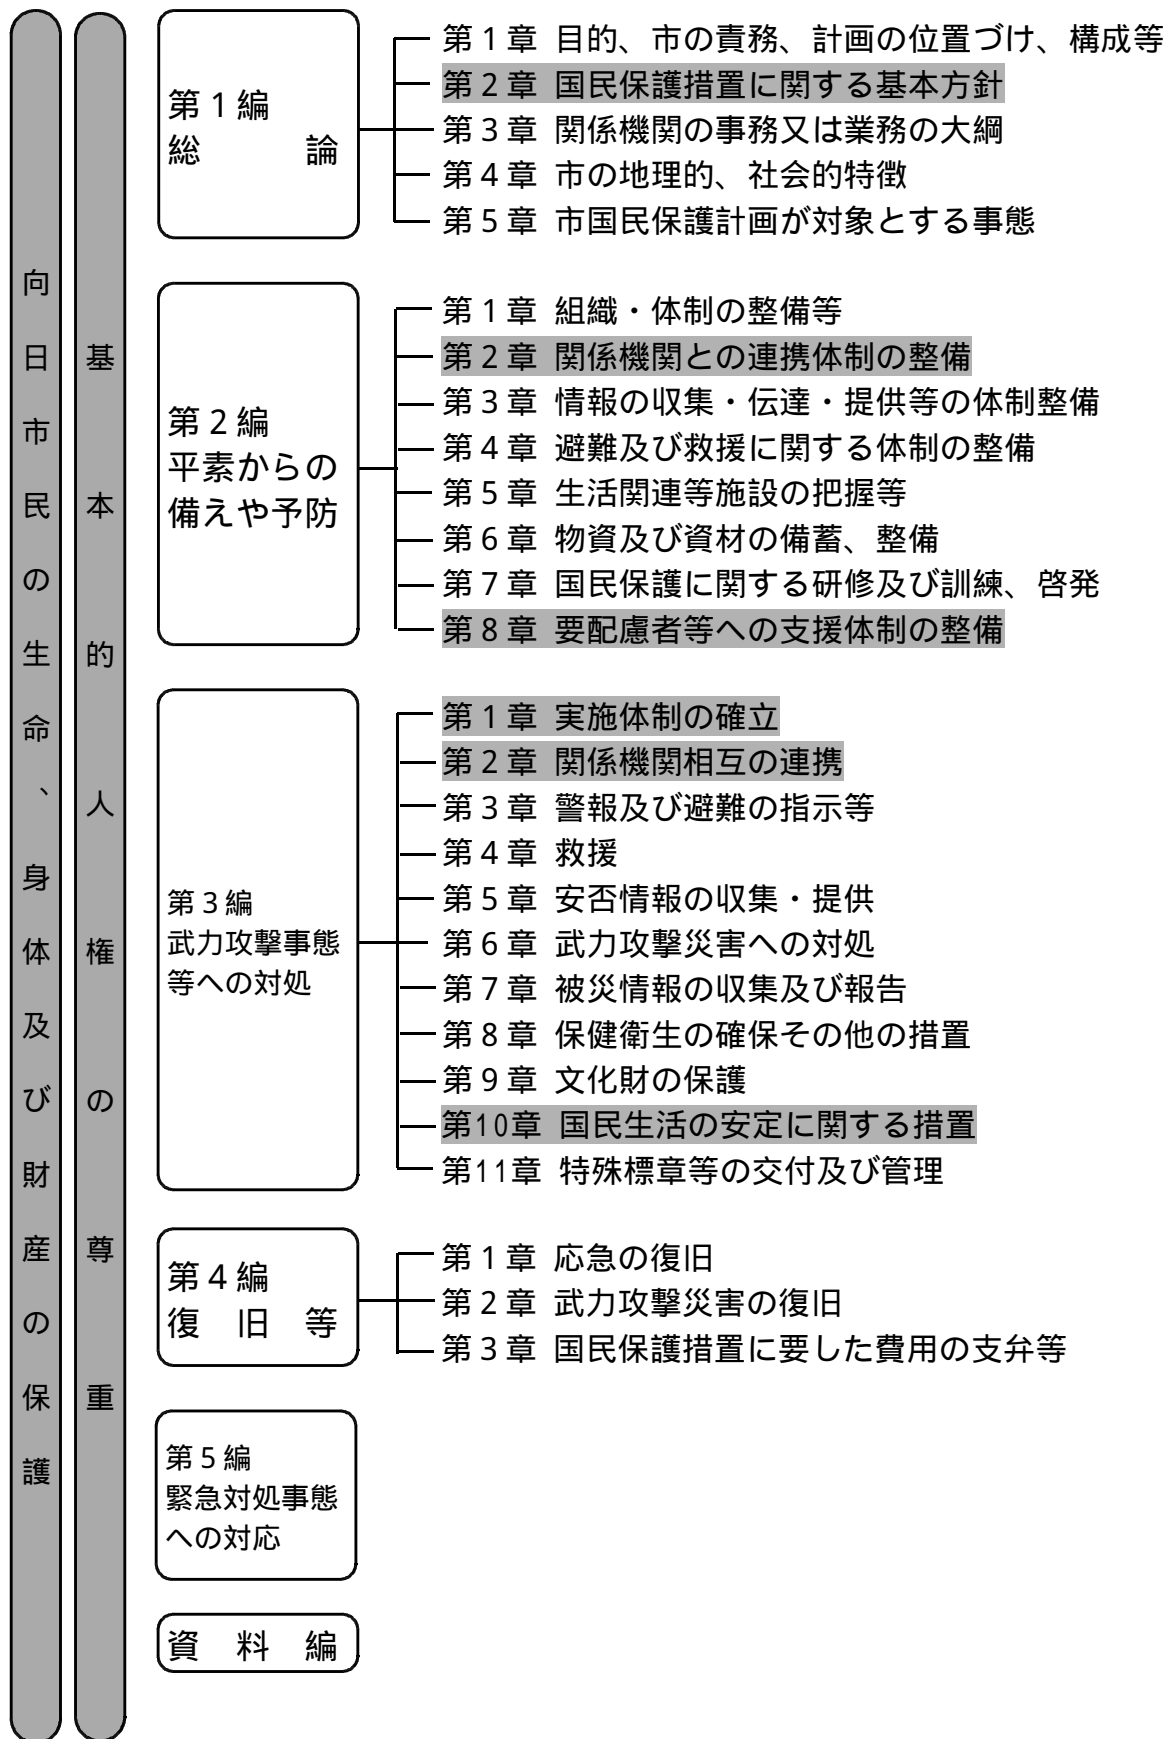 向日市民の生命、身体及び財産の保護
基本的人権の尊重
第1編
総　論
第1章 目的、市の責務、計画の位置づけ、構成等
第2章 国民保護措置に関する基本方針
第3章 関係機関の事務又は業務の大綱
第4章 市の地理的、社会的特徴
第5章 市国民保護計画が対象とする事態
第2編
平素からの
備えや予防
第1章 組織・体制の整備等
第2章 関係機関との連携体制の整備
第3章 情報の収集・伝達・提供等の体制整備
第4章 避難及び救援に関する体制の整備
第5章 生活関連等施設の把握等
第6章 物資及び資材の備蓄、整備
第7章 国民保護に関する研修及び訓練、啓発
第8章 要配慮者等への支援体制の整備
第3編
武力攻撃事態
等への対処
第1章 実施体制の確立
第2章 関係機関相互の連携
第3章 警報及び避難の指示等
第4章 救援
第5章 安否情報の収集・提供
第6章 武力攻撃災害への対処
第7章 被災情報の収集及び報告
第8章 保健衛生の確保その他の措置
第9章 文化財の保護
第10章 国民生活の安定に関する措置
第11章 特殊標章等の交付及び管理
第4編
復　旧　等
第1章 応急の復旧
第2章 武力攻撃災害の復旧
第3章 国民保護措置に要した費用の支弁等
第5編
緊急対処事態
への対応
資　料　編